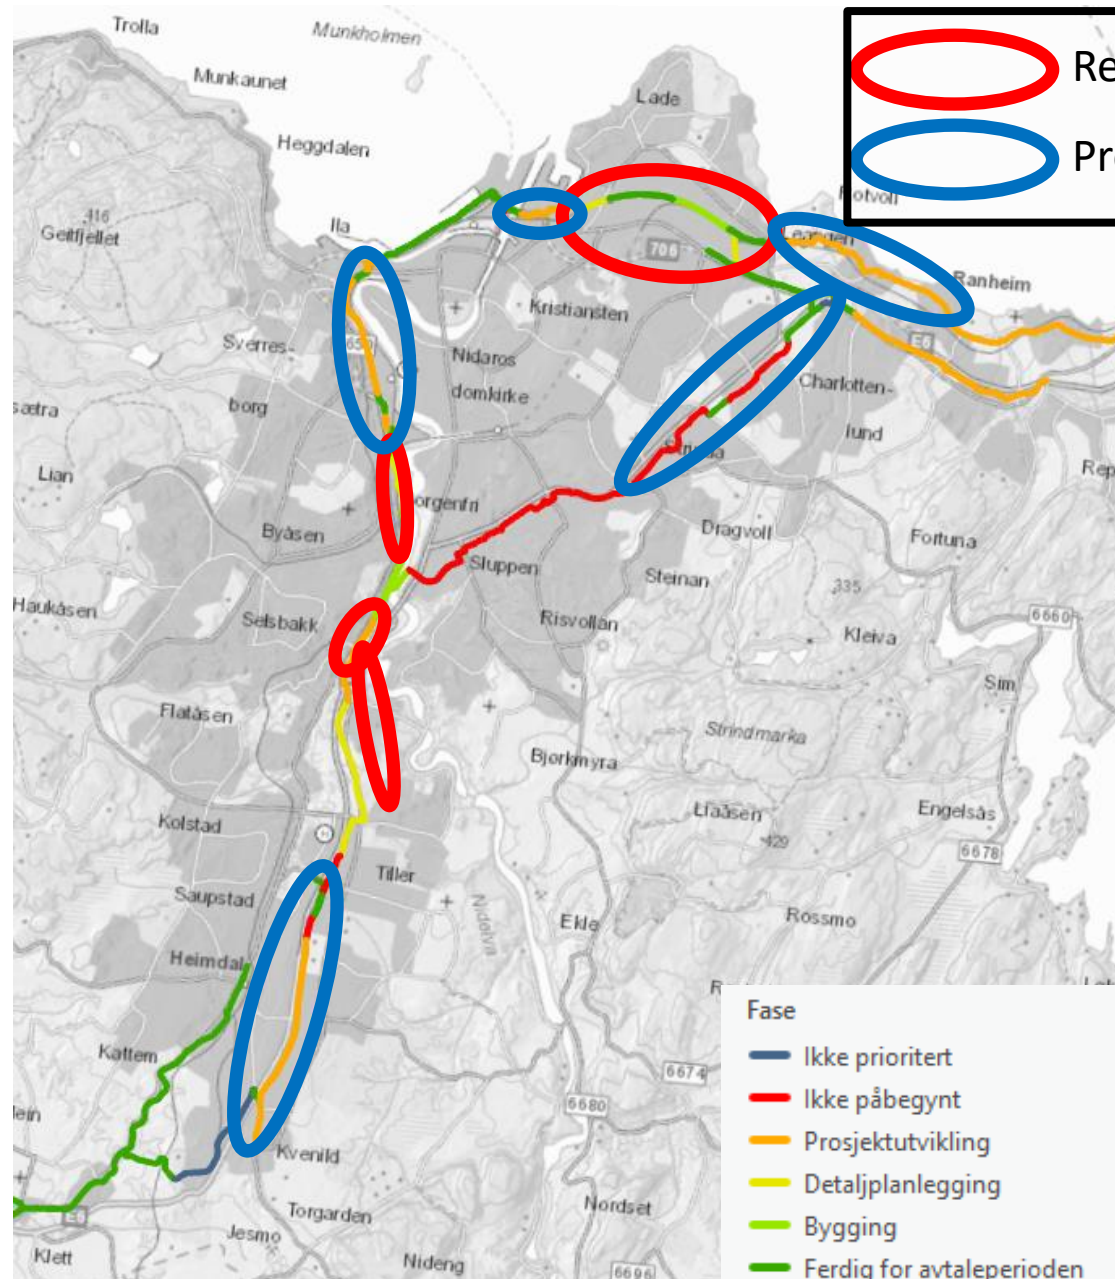 Trolla
Munkholmen
Munkaunet
Lade
Re
Heggdalen
Pr
416
Geitfjellet
Ila
706
Ranheim
Kristiansten
Sverres-
borg
Nidaros
domkirke
E6
Charlotten-
lund
sætra
Lian
Byåsen
Sluppen
Dragvoll
Fortuna
Rep
Steinan
335
Haukåsen
Selsbakk
Risvollan
Kleiva
6660
Sim
Flatåsen
Strindmarka
Bjørkmyra
Kolstad
Liaåsen
Engelsås
429
6678
Tiller
Saupstad
Nidelva
Ekle
Rossmo
Heimdal
Kattem
6674
6680
Kvenild
Torgarden
Nordset
E6
Jesmo
Klett
Nideng
6696
Fase
Ikke prioritert
Ikke påbegynt
Prosjektutvikling
Detaljplanlegging
Bygging
Ferdig for avtaleperioden